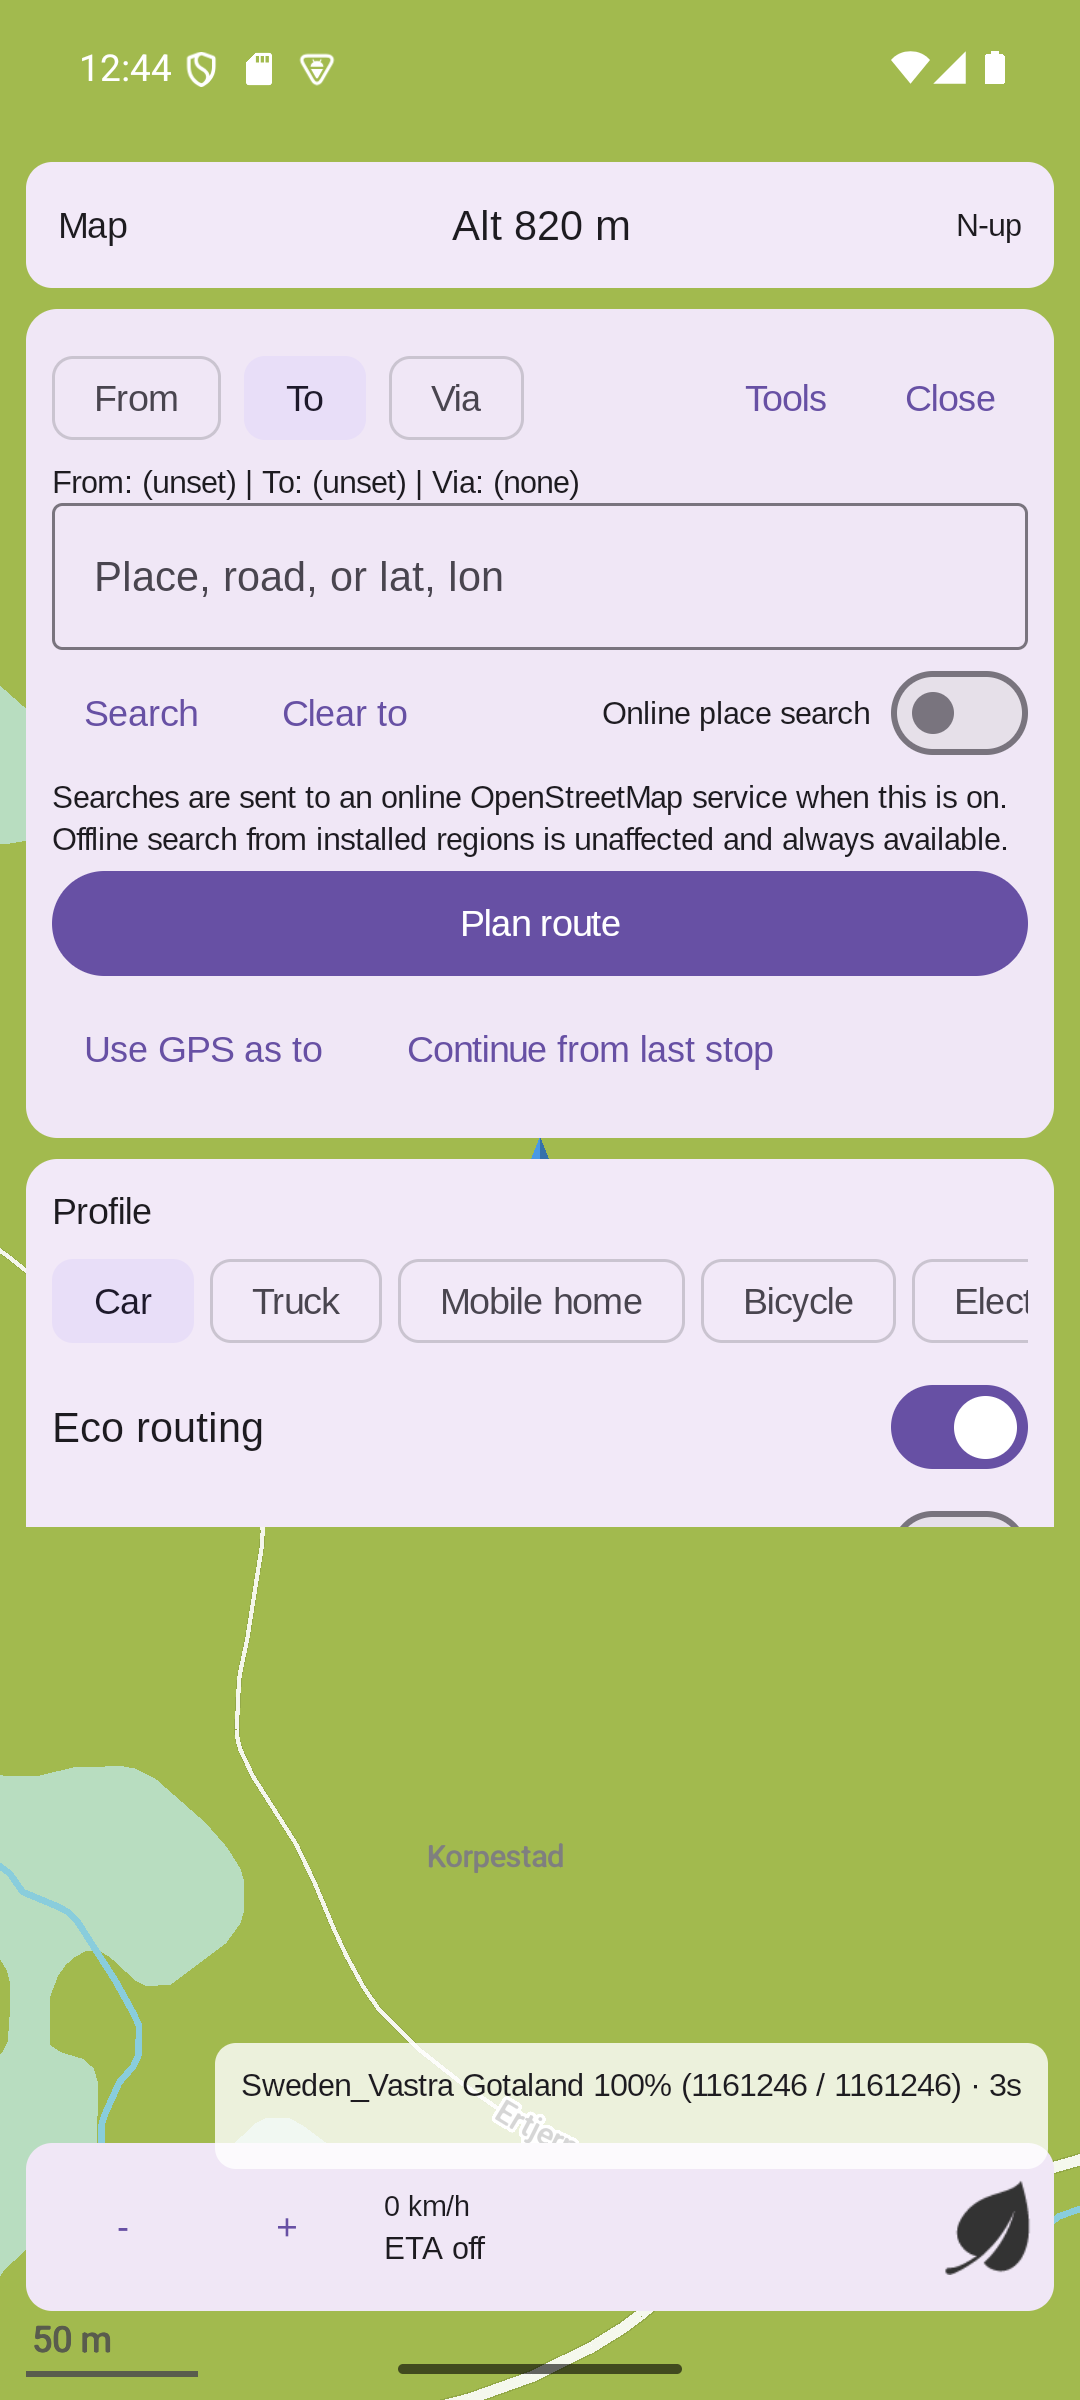 12:44
Map Alt 820 m N-up
From To Via Tools Close
From: (unset) | To: (unset) | Via: (none)
Place, road, or lat, lon
Search Clear to Online place search
Searches are sent to an online OpenStreetMap service when this is on.
Offline search from installed regions is unaffected and always available.
Plan route
Use GPS as to Continue from last stop
Profile
Car Truck Mobile home Bicycle Elect
Eco routing
Korpestad
Sweden_Vastra Gotaland 100% (1161246 / 1161246) · 3s
- +
0 km/h
ETA off
50 m